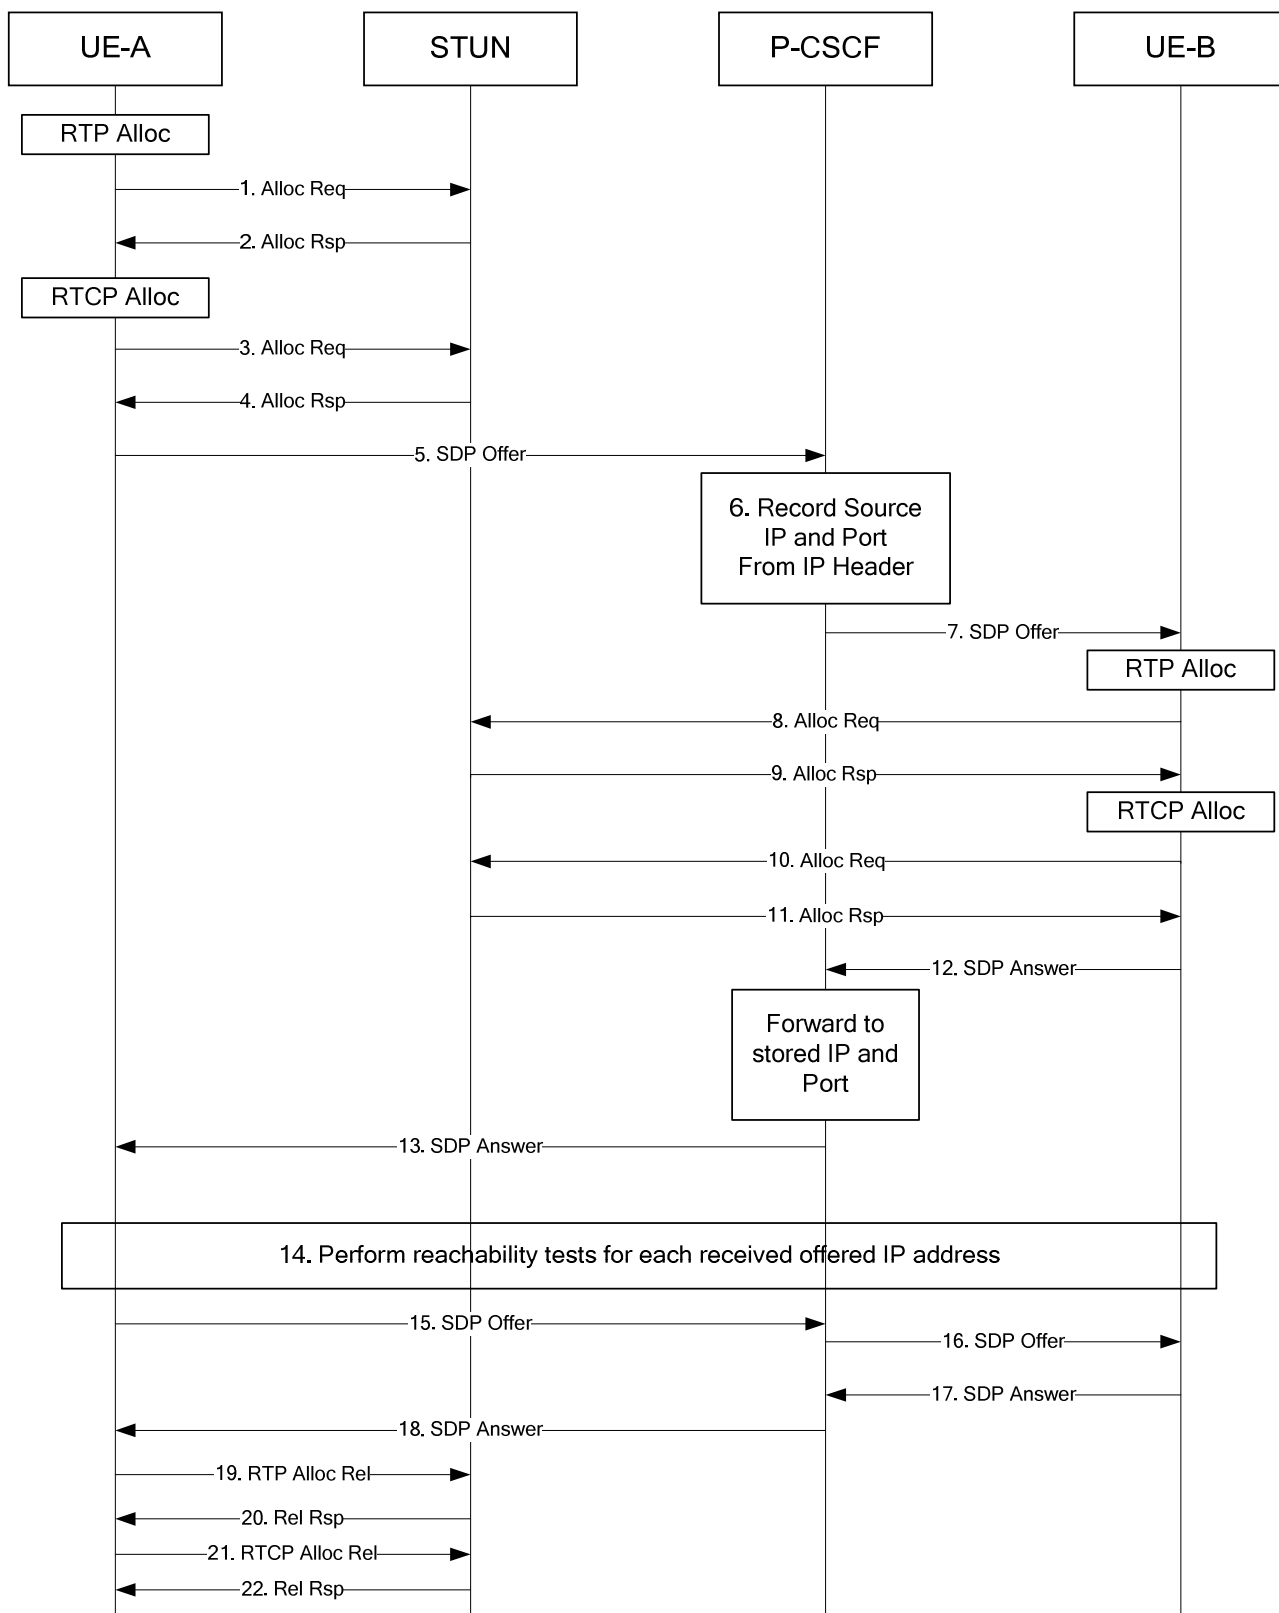 UE-A
STUN
P-CSCF
UE-B
RTP Alloc
1. Alloc Req
2. Alloc Rsp
RTCP Alloc
3. Alloc Req
4. Alloc Rsp
5. SDP Offer
6. Record Source
IP and Port
From IP Header
7. SDP Offer
RTP Alloc
8. Alloc Req
9. Alloc Rsp
RTCP Alloc
10. Alloc Req
11. Alloc Rsp
12. SDP Answer
Forward to
stored IP and
Port
13. SDP Answer
14. Perform reachability tests for each received offered IP address
15. SDP Offer
16. SDP Offer
17. SDP Answer
18. SDP Answer
19. RTP Alloc Rel
20. Rel Rsp
21. RTCP Alloc Rel
22. Rel Rsp